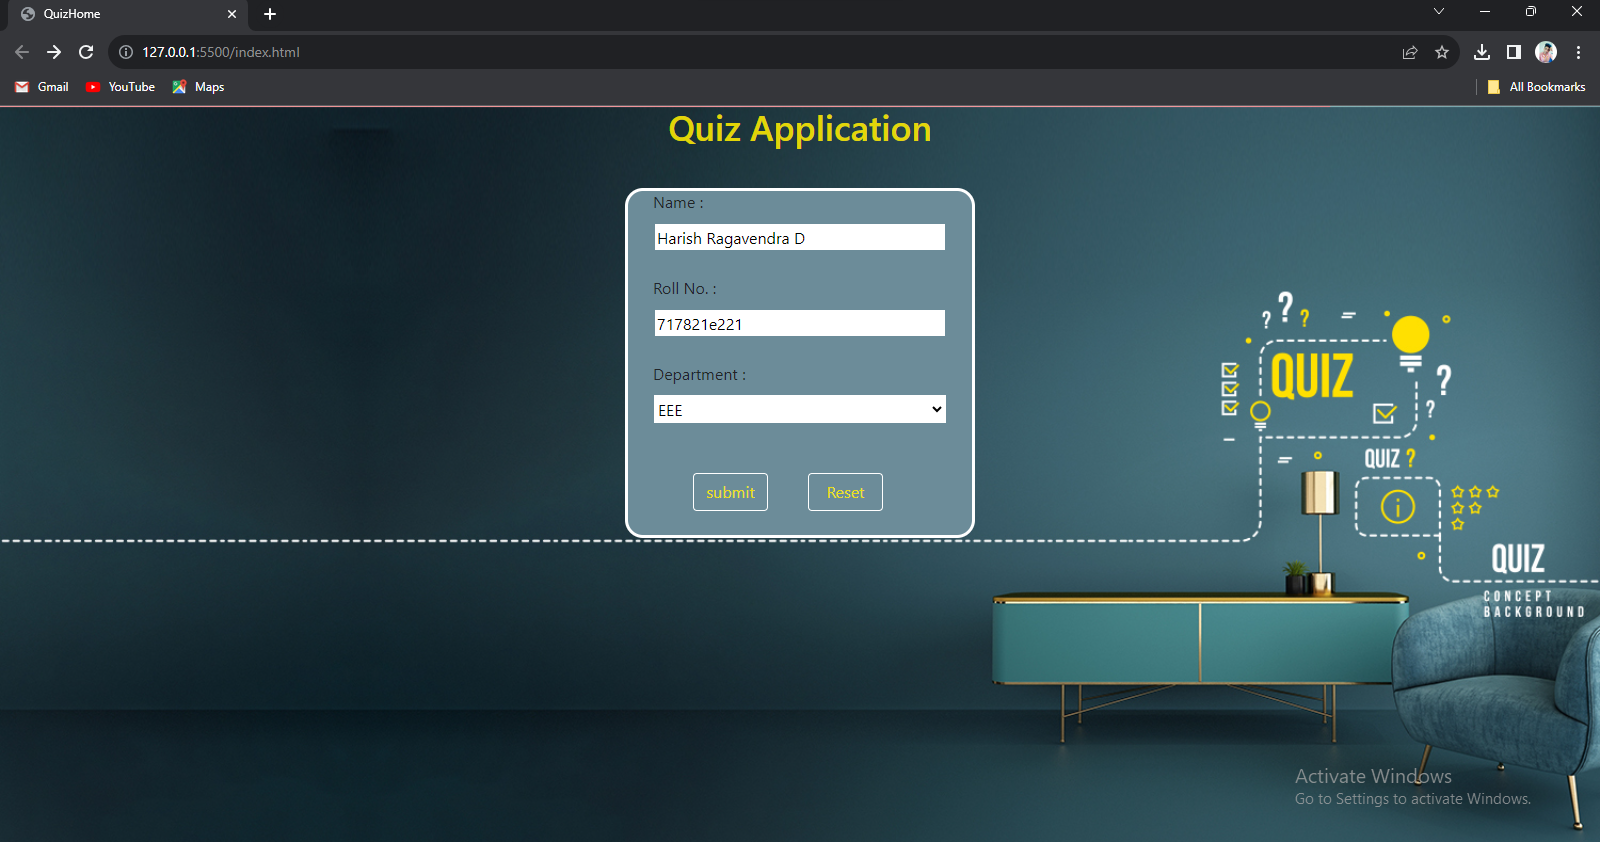 QuizHome
127.0.0.1:5500/index.html
Gmail YouTube Maps All Bookmarks
Quiz Application
Name :
Harish Ragavendra D
Roll No. :
717821e221
Department :
EEE
submit Reset
? ? ?
QUIZ
?
?
QUIZ ?
i
QUIZ
CONCEPT
BACKGROUND
Activate Windows
Go to Settings to activate Windows.